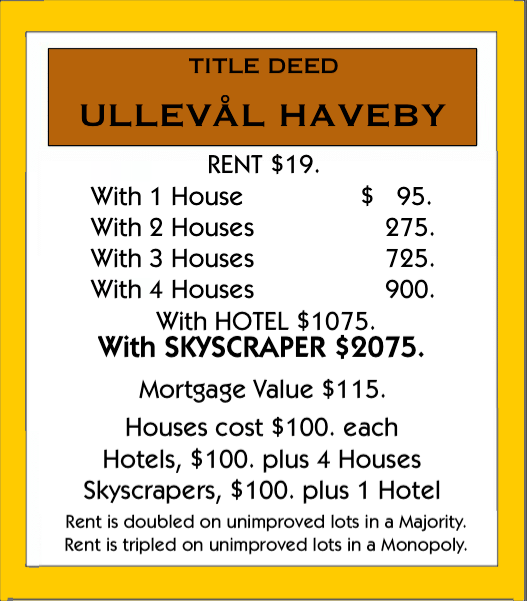 TITLE DEED
ULLEVÅL HAVEBY
RENT $19.
With 1 House $ 95.
With 2 Houses 275.
With 3 Houses 725.
With 4 Houses 900.
With HOTEL $1075.
With SKYSCRAPER $2075.
Mortgage Value $115.
Houses cost $100. each
Hotels, $100. plus 4 Houses
Skyscrapers, $100. plus 1 Hotel
Rent is doubled on unimproved lots in a Majority.
Rent is tripled on unimproved lots in a Monopoly.